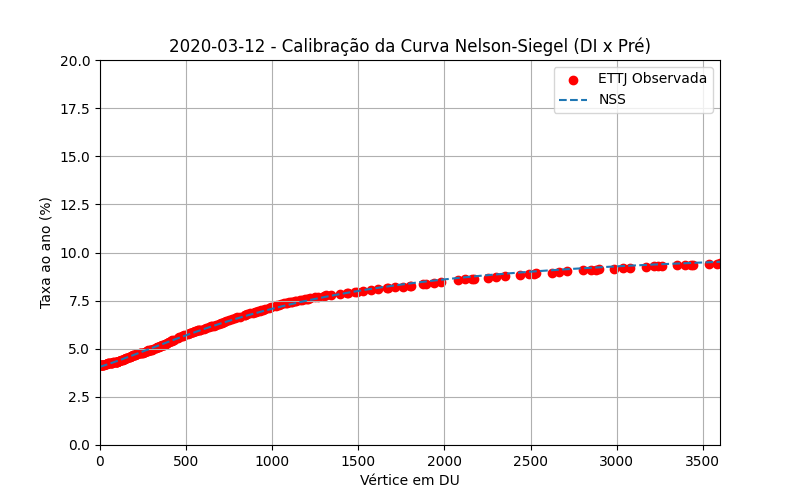 2020-03-12 - Calibração da Curva Nelson-Siegel (DI x Pré)
ETTJ Observada
NSS
Taxa ao ano (%)
20.0
17.5
15.0
12.5
10.0
7.5
5.0
2.5
0.0
0 500 1000 1500 2000 2500 3000 3500
Vértice em DU